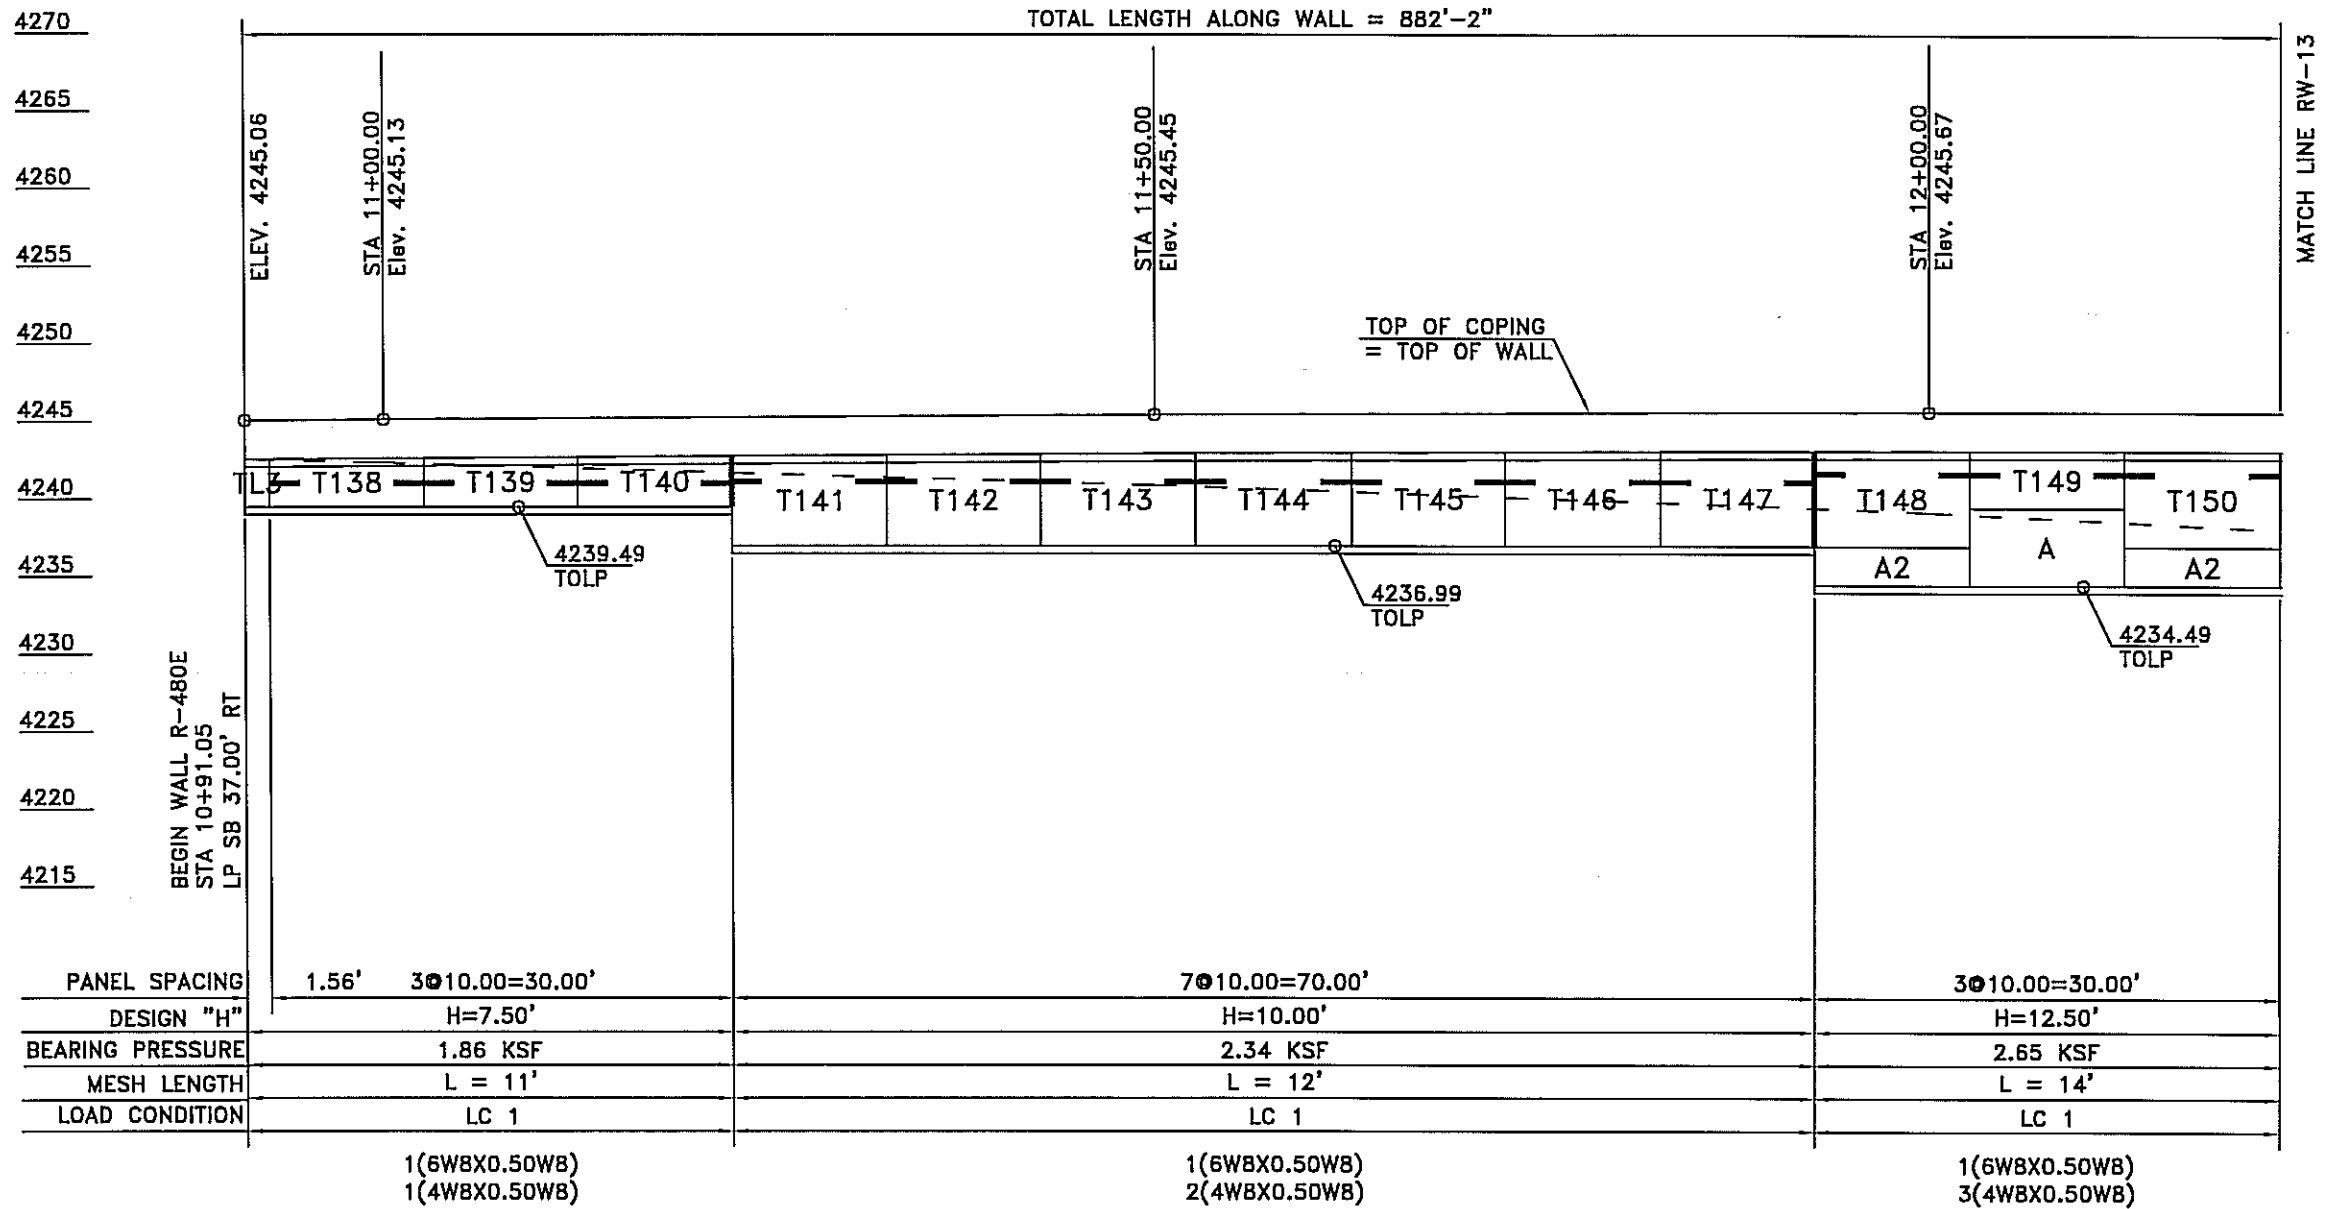 TOTAL LENGTH ALONG WALL = 882'-2"
4270
4265
4260
4255
4250
4245
4240
4235
4230
4225
4220
4215
ELEV. 4245.06
STA 11+00.00
Elev. 4245.13
STA 11+50.00
Elev. 4245.45
STA 12+00.00
Elev. 4245.67
MATCH LINE RW-13
TOP OF COPING
= TOP OF WALL
TL3 T138 T139 T140 T141 T142 T143 T144 T145 T146 T147 T148 T149 T150
A2 A A2
4239.49
TOLP
4236.99
TOLP
4234.49
TOLP
BEGIN WALL R-480E
STA 10+91.05
LP SB 37.00' RT
PANEL SPACING 1.56' 3@10.00=30.00' 7@10.00=70.00' 3@10.00=30.00'
DESIGN "H" H=7.50' H=10.00' H=12.50'
BEARING PRESSURE 1.86 KSF 2.34 KSF 2.65 KSF
MESH LENGTH L = 11' L = 12' L = 14'
LOAD CONDITION LC 1 LC 1 LC 1
1(6W8X0.50W8) 1(6W8X0.50W8) 1(6W8X0.50W8)
1(4W8X0.50W8) 2(4W8X0.50W8) 3(4W8X0.50W8)